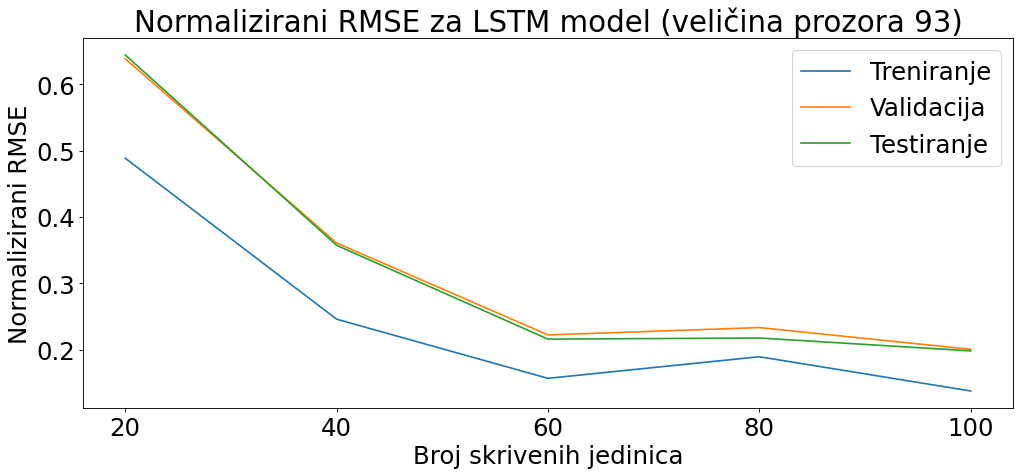 Normalizirani RMSE za LSTM model (veličina prozora 93)
Treniranje
Validacija
Testiranje
Normalizirani RMSE
0.6
0.5
0.4
0.3
0.2
20 40 60 80 100
Broj skrivenih jedinica